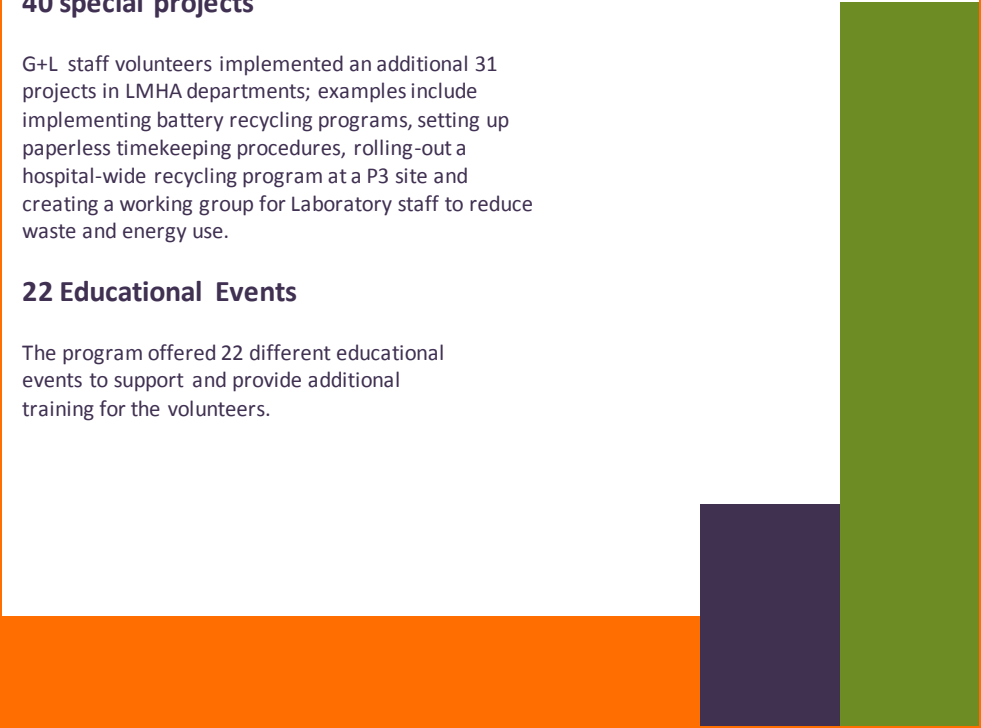 40 special projects
G+L staff volunteers implemented an additional 31
projects in LMHA departments; examples include
implementing battery recycling programs, setting up
paperless timekeeping procedures, rolling-out a
hospital-wide recycling program at a P3 site and
creating a working group for Laboratory staff to reduce
waste and energy use.
22 Educational Events
The program offered 22 different educational
events to support and provide additional
training for the volunteers.